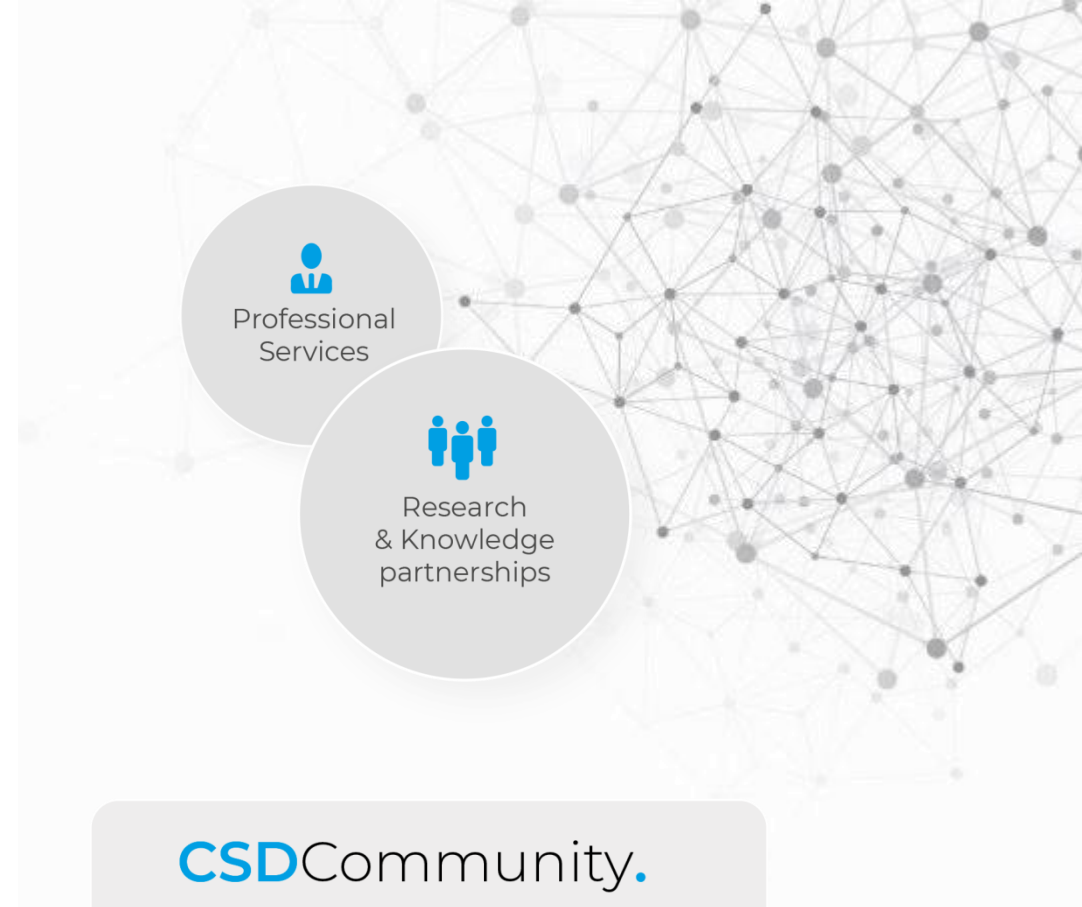 Professional
Services
Research
& Knowledge
partnerships
CSDCommunity.